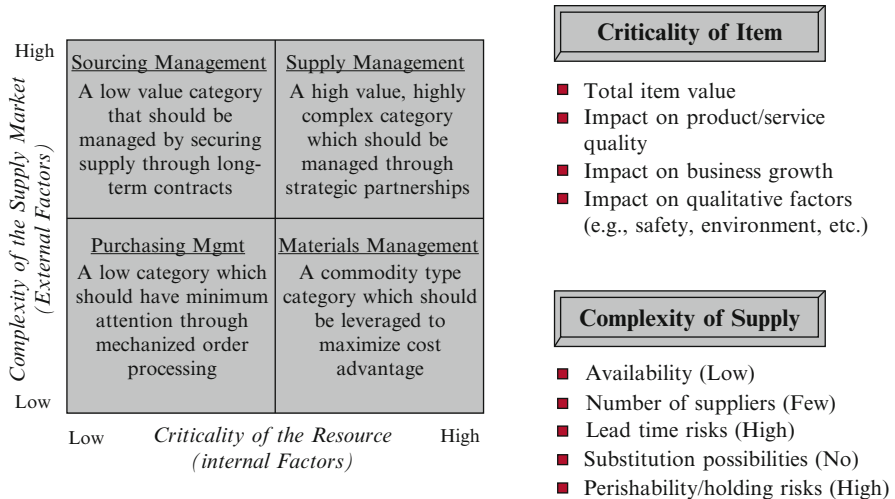 High
Complexity of the Supply Market
(External Factors)
Low
Sourcing Management
A low value category
that should be
managed by securing
supply through long-
term contracts
Supply Management
A high value, highly
complex category
which should be
managed through
strategic partnerships
Purchasing Mgmt
A low category which
should have minimum
attention through
mechanized order
processing
Materials Management
A commodity type
category which should
be leveraged to
maximize cost
advantage
Low
Criticality of the Resource
(internal Factors)
High
Criticality of Item
Total item value
Impact on product/service
quality
Impact on business growth
Impact on qualitative factors
(e.g., safety, environment, etc.)
Complexity of Supply
Availability (Low)
Number of suppliers (Few)
Lead time risks (High)
Substitution possibilities (No)
Perishability/holding risks (High)